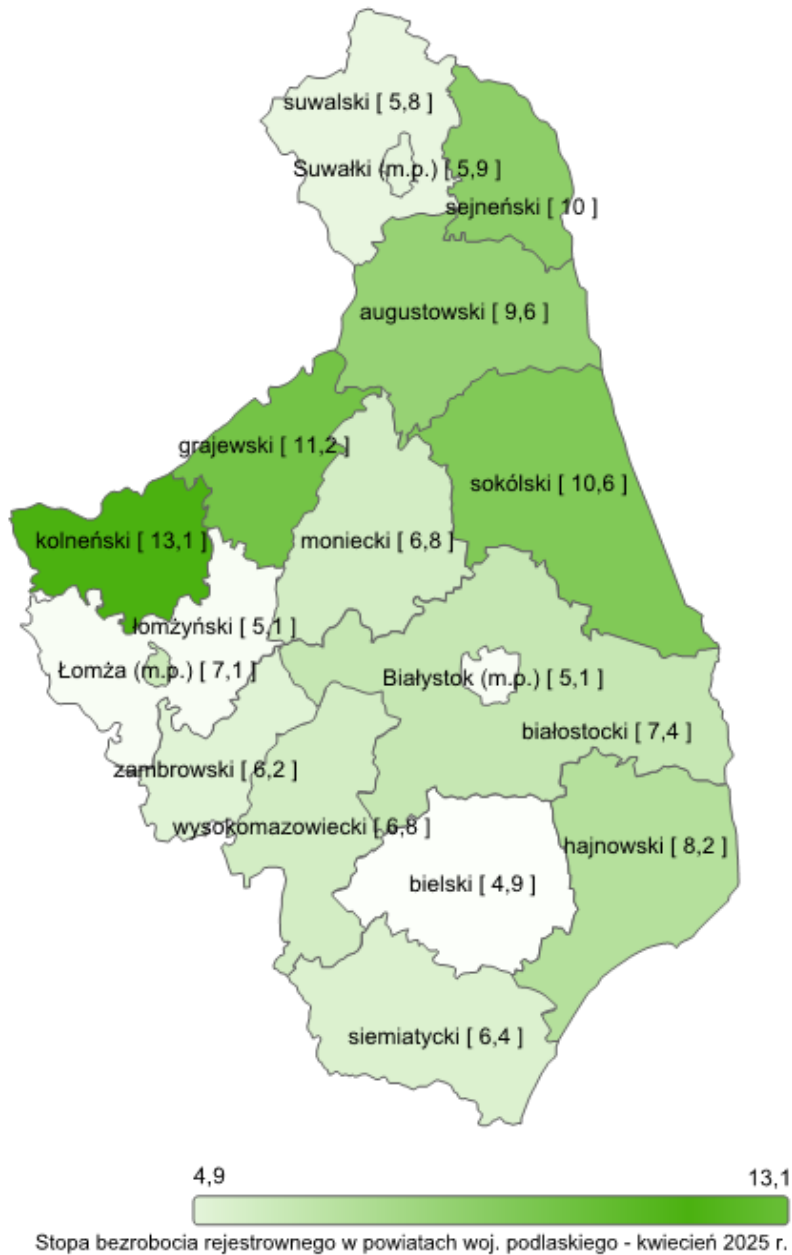 suwalski [ 5,8 ]
Suwałki (m.p.) [ 5,9 ]
sejneński [ 10 ]
augustowski [ 9,6 ]
grajewski [ 11,2 ]
sokólski [ 10,6 ]
kolneński [ 13,1 ]
moniecki [ 6,8 ]
łomżyński [ 5,1 ]
Łomża (m.p.) [ 7,1 ]
Białystok (m.p.) [ 5,1 ]
białostocki [ 7,4 ]
zambrowski [ 6,2 ]
wysokomazowiecki [ 6,8 ]
hajnowski [ 8,2 ]
bielski [ 4,9 ]
siemiatycki [ 6,4 ]
4,9
13,1
Stopa bezrobocia rejestrownego w powiatach woj. podlaskiego - kwiecień 2025 r.